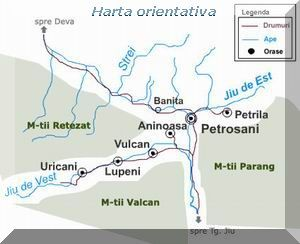 Harta orientativa
Legenda
Drumuri
Ape
Orase
spre Deva
Strei
Jiu de Est
Banita
Petrila
M-tii Retezat
Aninoasa
Petrosani
Vulcan
Uricani
Lupeni
M-tii Parang
Jiu de Vest
M-tii Valcan
spre Tg. Jiu